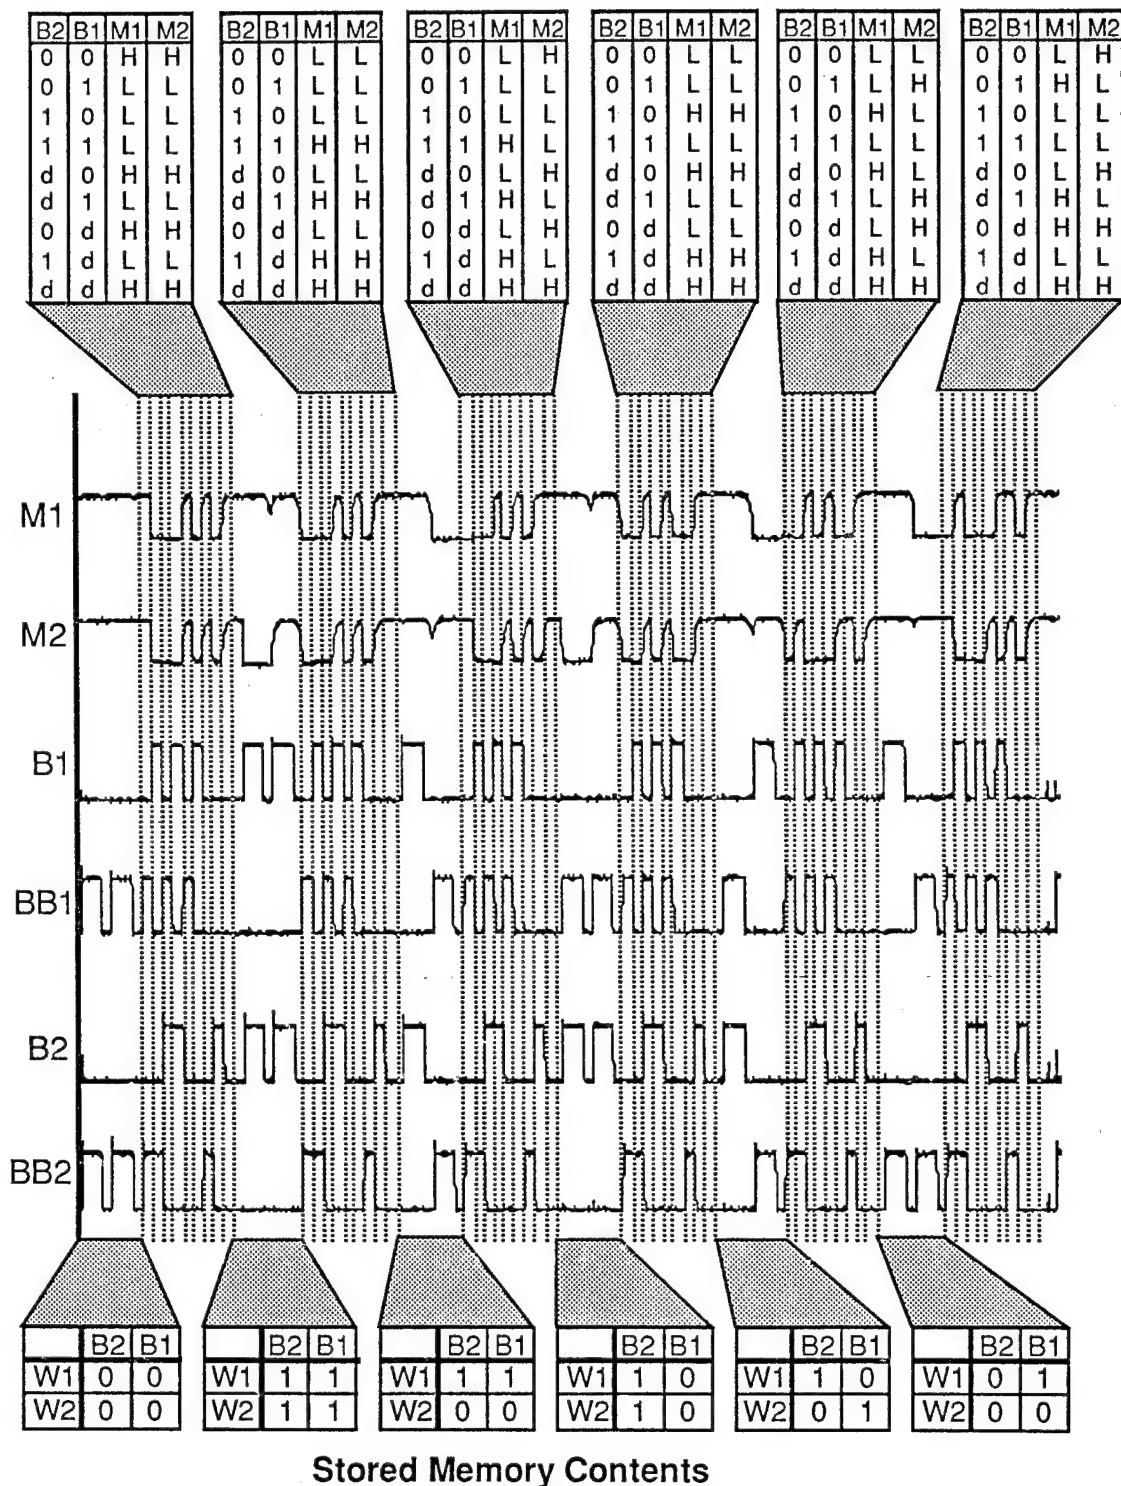 B2 B1 M1 M2 B2 B1 M1 M2 B2 B1 M1 M2 B2 B1 M1 M2 B2 B1 M1 M2 B2 B1 M1 M2
0 0 H H 0 0 L L 0 0 L H 0 0 L L 0 0 L L 0 0 L H
0 1 L L 0 1 L L 0 1 L L 0 1 L L 0 1 L H 0 1 H L
1 0 L L 1 0 L L 1 0 L L 1 0 H H 1 0 H L 1 0 L L
1 1 L L 1 1 H H 1 1 H L 1 1 L L 1 1 L L 1 1 L L
d 0 H H d 0 L L d 0 L H d 0 H H d 0 H L d 0 L H
d 1 L L d 1 H H d 1 H L d 1 L L d 1 L H d 1 H L
0 d H H 0 d L L 0 d L H 0 d L L 0 d L H 0 d H H
1 d L L 1 d H H 1 d H L 1 d H H 1 d H L 1 d L L
d d H H d d H H d d H H d d H H d d H H d d H H
M1
M2
B1
BB1
B2
BB2
B2 B1 B2 B1 B2 B1 B2 B1 B2 B1 B2 B1
W1 0 0 W1 1 1 W1 1 1 W1 1 0 W1 1 0 W1 0 1
W2 0 0 W2 1 1 W2 0 0 W2 1 0 W2 0 1 W2 0 0
Stored Memory Contents